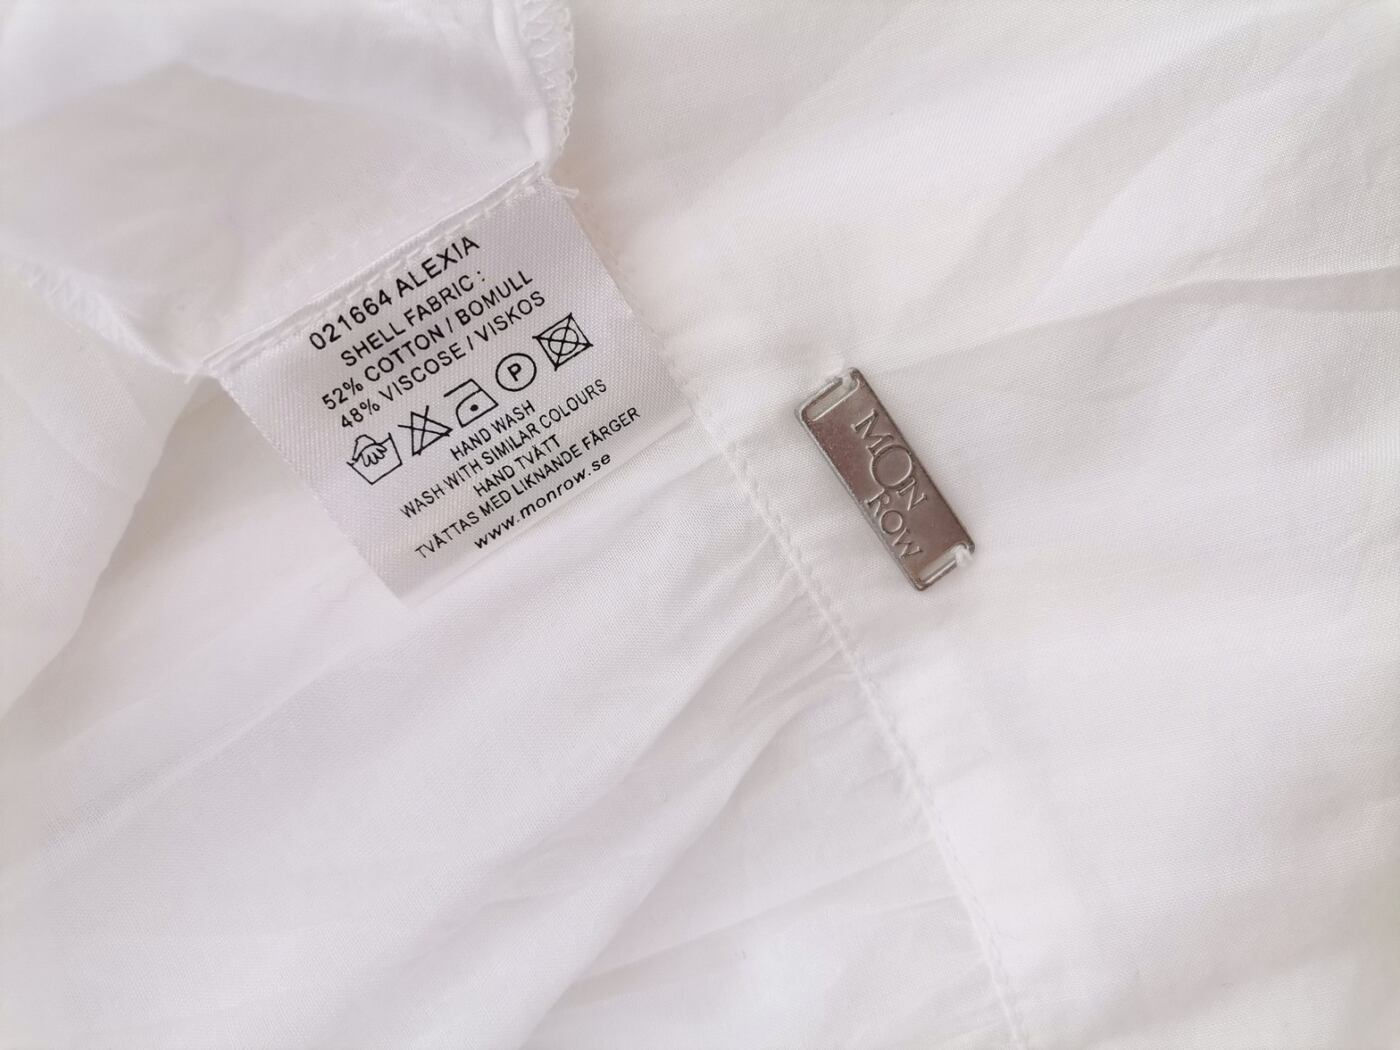 021664 ALEXIA
SHELL FABRIC :
52% COTTON / BOMULL
48% VISCOSE / VISKOS
P
HAND WASH
WASH WITH SIMILAR COLOURS
HAND TVÄTT
TVÄTTAS MED LIKNANDE FÄRGER
www.monrow.se
MON
ROW